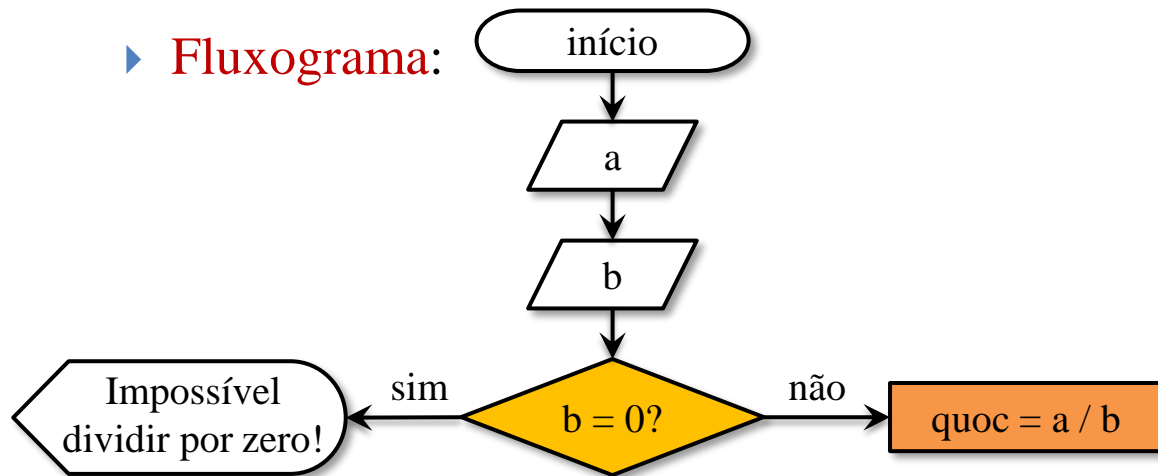 Fluxograma:
início
a
b
b = 0?
sim
não
Impossível
dividir por zero!
quoc = a / b